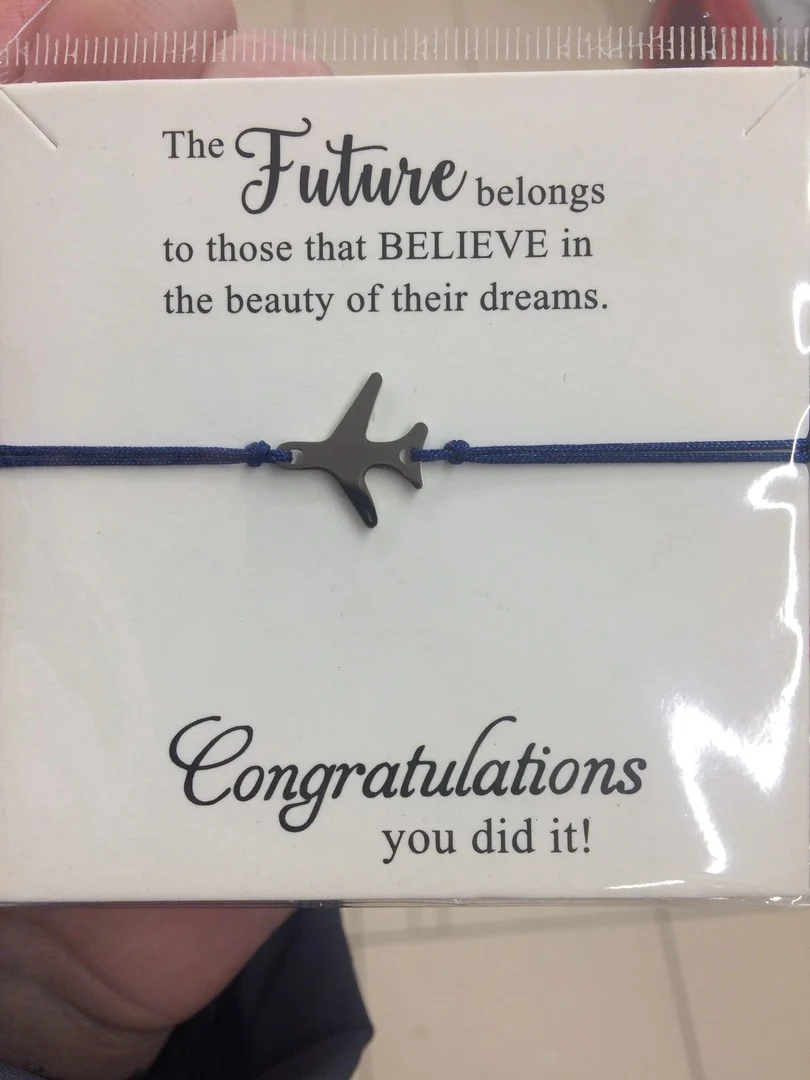 The Future belongs
to those that BELIEVE in
the beauty of their dreams.
Congratulations
you did it!